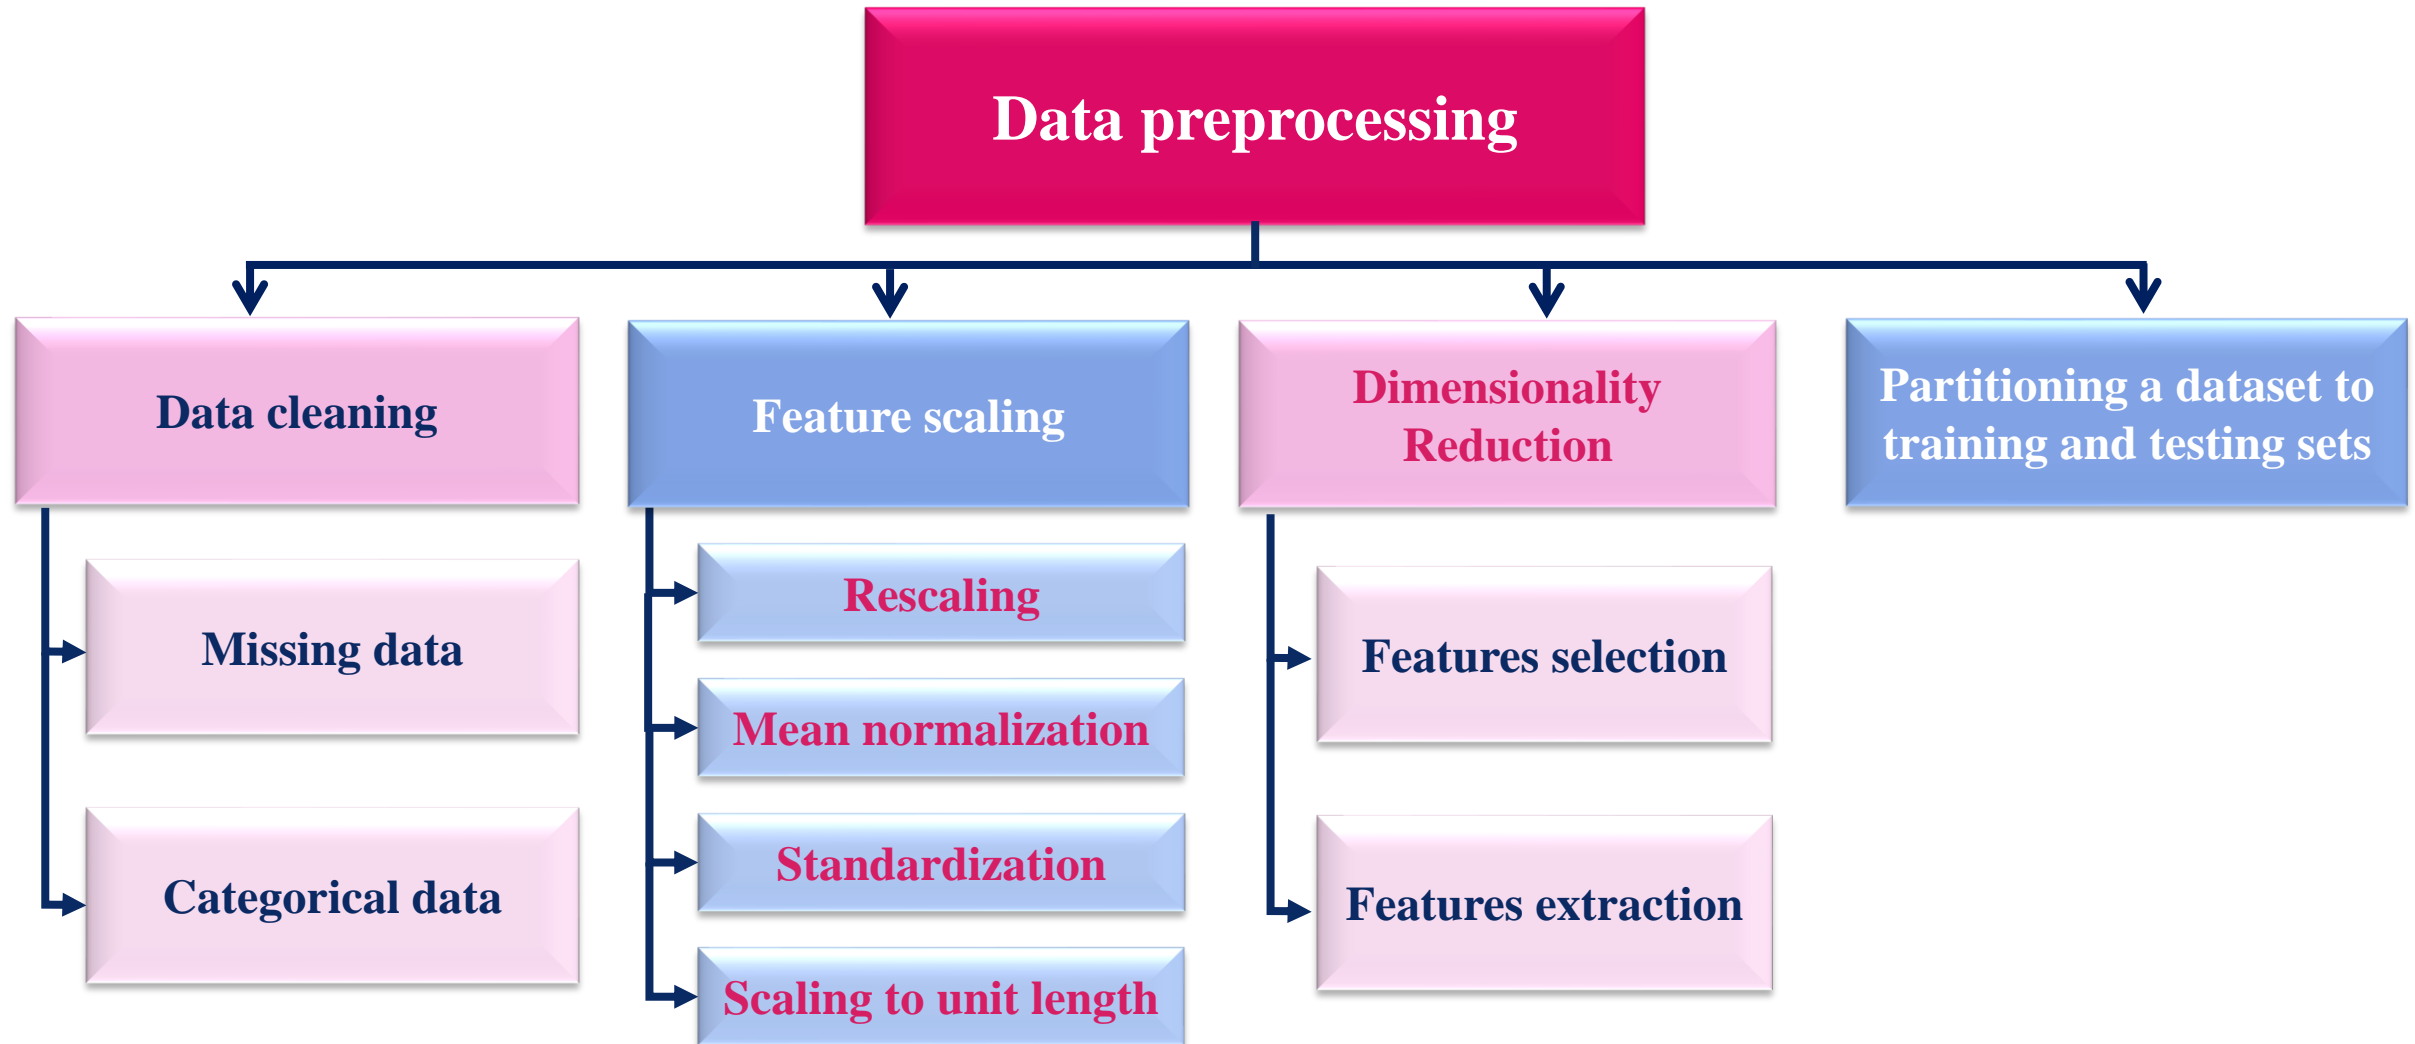 Data preprocessing
Data cleaning
Missing data
Categorical data
Feature scaling
Rescaling
Mean normalization
Standardization
Scaling to unit length
Dimensionality
Reduction
Features selection
Features extraction
Partitioning a dataset to
training and testing sets